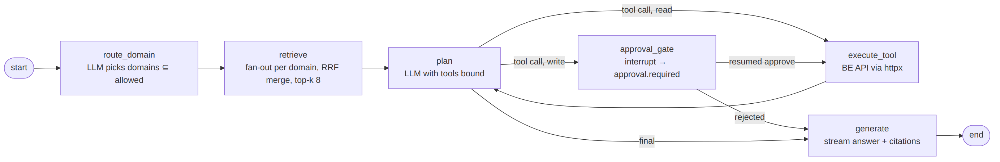 start
route_domain
LLM picks domains ⊆
allowed
retrieve
fan-out per domain, RRF
merge, top-k 8
plan
LLM with tools bound
tool call, read
tool call, write
approval_gate
interrupt →
approval.required
resumed approve
execute_tool
BE API via httpx
rejected
final
generate
stream answer + citations
end